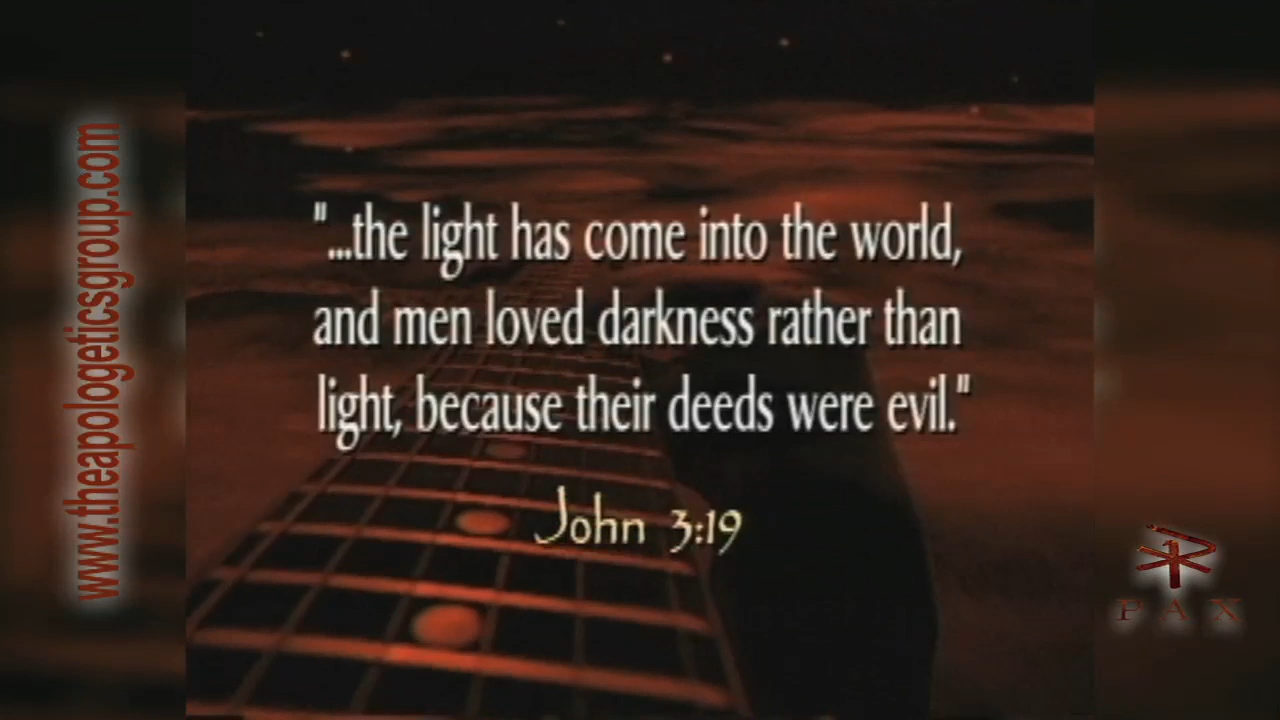 www.theapologeticsgroup.com
"...the light has come into the world,
and men loved darkness rather than
light, because their deeds were evil."
John 3:19
PAX